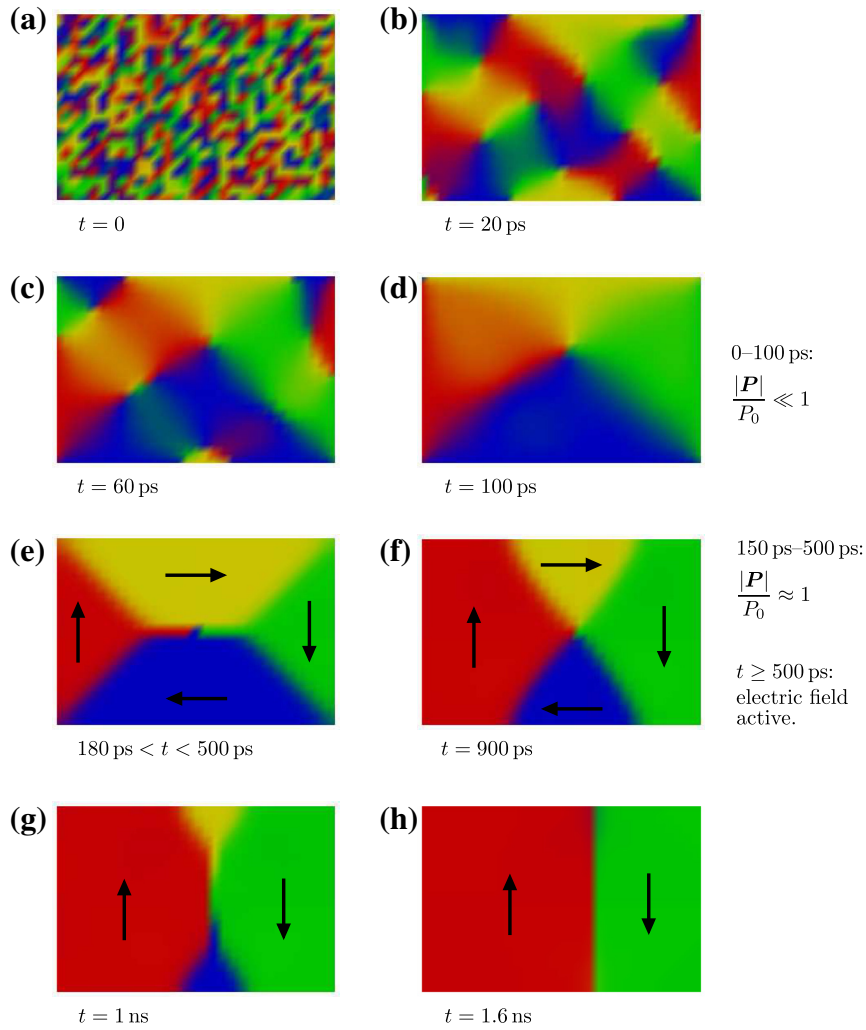 (a)
(b)
t = 0
t = 20 ps
(c)
(d)
0–100 ps:
|P|/P₀ ≪ 1
t = 60 ps
t = 100 ps
(e)
(f)
150 ps–500 ps:
|P|/P₀ ≈ 1
t ≥ 500 ps:
electric field
active.
180 ps < t < 500 ps
t = 900 ps
(g)
(h)
t = 1 ns
t = 1.6 ns